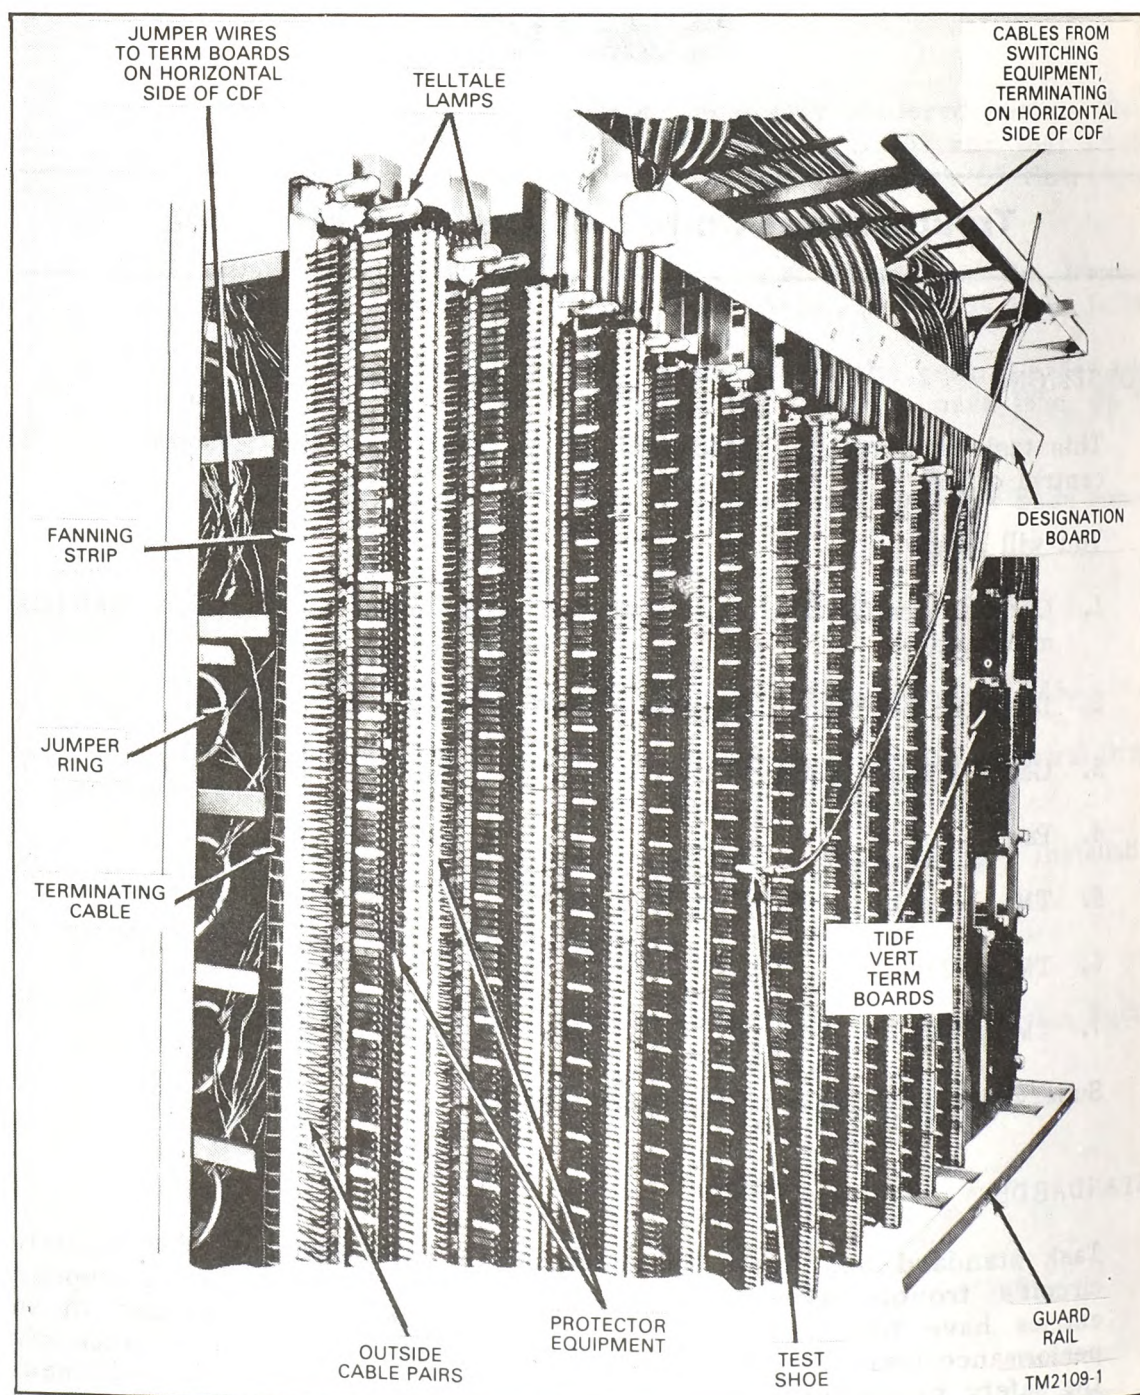 JUMPER WIRES
TO TERM BOARDS
ON HORIZONTAL
SIDE OF CDF
TELLTALE
LAMPS
CABLES FROM
SWITCHING
EQUIPMENT,
TERMINATING
ON HORIZONTAL
SIDE OF CDF
FANNING
STRIP
DESIGNATION
BOARD
JUMPER
RING
TERMINATING
CABLE
TIDF
VERT
TERM
BOARDS
OUTSIDE
CABLE PAIRS
PROTECTOR
EQUIPMENT
TEST
SHOE
GUARD
RAIL
TM2109-1